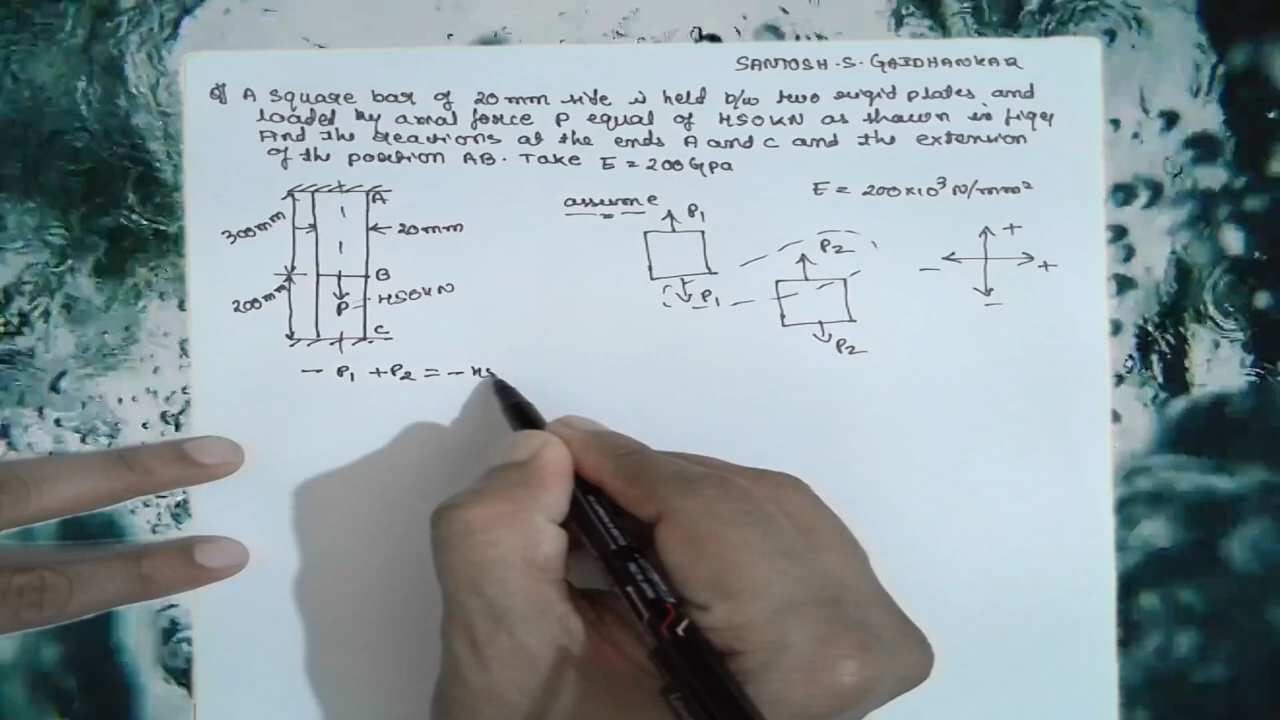 SANTOSH.S. GAIDHANKAR
Q] A square bar of 20 mm side is held b/w two rigid plates and
loaded by axial force P equal of 450 kN as shown in fig
find the reactions at the ends A and C and the extension
of the portion AB. Take E = 200 Gpa
E = 200×10³ N/mm²
assume
P₁
P₁
P₂
P₂
+
−
+
−
A
300mm
20mm
B
200mm
P
450kN
C
− P₁ + P₂ = − 45